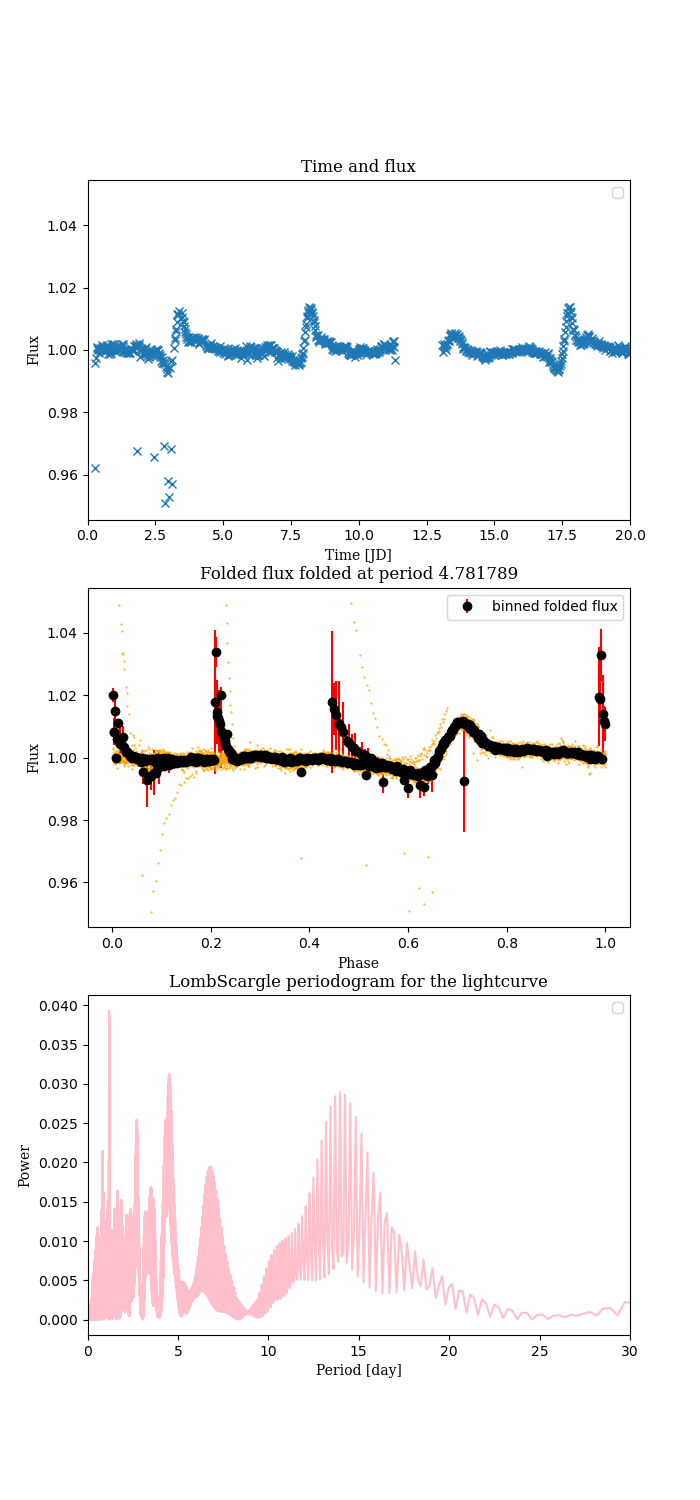 Time and flux
Flux
1.04
1.02
1.00
0.98
0.96
0.0 2.5 5.0 7.5 10.0 12.5 15.0 17.5 20.0
Time [JD]
Folded flux folded at period 4.781789
binned folded flux
Flux
1.04
1.02
1.00
0.98
0.96
0.0 0.2 0.4 0.6 0.8 1.0
Phase
LombScargle periodogram for the lightcurve
Power
0.040
0.035
0.030
0.025
0.020
0.015
0.010
0.005
0.000
0 5 10 15 20 25 30
Period [day]